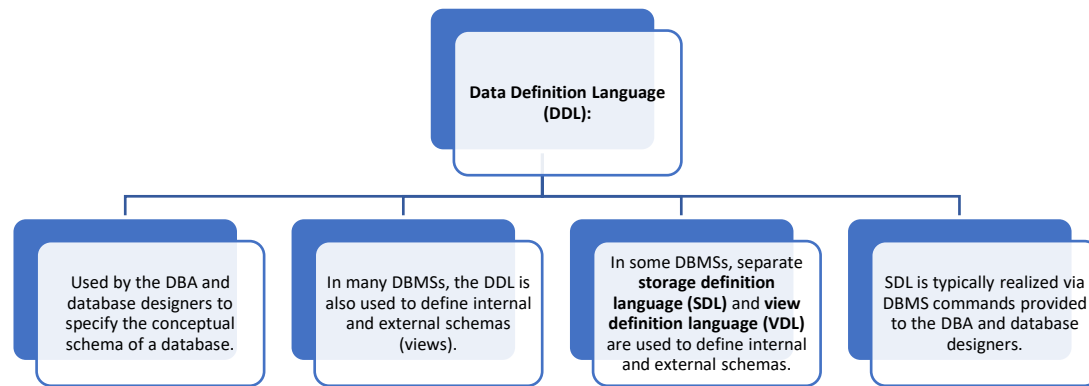 Data Definition Language
(DDL):
Used by the DBA and
database designers to
specify the conceptual
schema of a database.
In many DBMSs, the DDL is
also used to define internal
and external schemas
(views).
In some DBMSs, separate
storage definition
language (SDL) and view
definition language (VDL)
are used to define internal
and external schemas.
SDL is typically realized via
DBMS commands provided
to the DBA and database
designers.